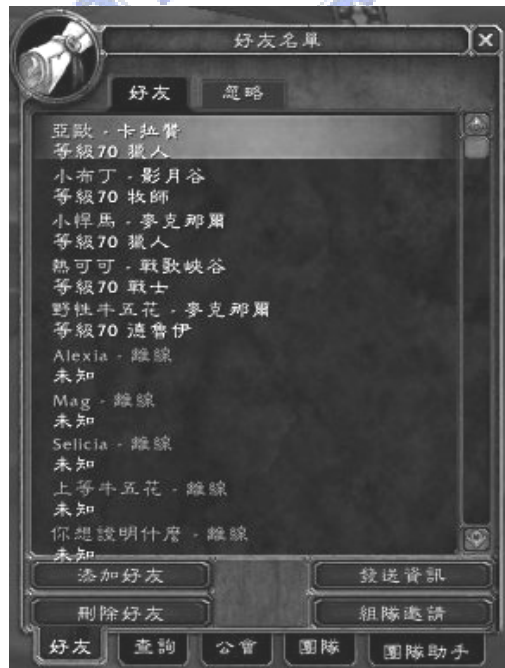 好友名單
好友
忽略
亞歐 - 卡拉贊
等級70 獵人
小布丁 - 影月谷
等級70 牧師
小悍馬 - 麥克那爾
等級70 獵人
熱可可 - 戰歌峽谷
等級70 戰士
野牲牛五花 - 麥克那爾
等級70 德魯伊
Alexia - 離線
未知
Mag - 離線
未知
Selicia - 離線
未知
上等牛五花 - 離線
未知
你想證明什麼 - 離線
未知
添加好友
發送資訊
刪除好友
組隊邀請
好友
查詢
公會
團隊
團隊助手